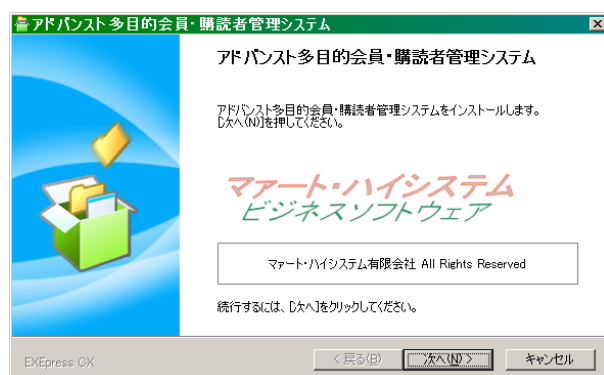 アドバンスト多目的会員・購読者管理システム
アドバンスト多目的会員・購読者管理システム
アドバンスト多目的会員・購読者管理システムをインストールします。
[次へ(N)]を押してください。
マァート・ハイシステム
ビジネスソフトウェア
マァート・ハイシステム有限会社 All Rights Reserved
続行するには、[次へ]をクリックしてください。
EXEpress CX
< 戻る(B)
次へ(N) >
キャンセル